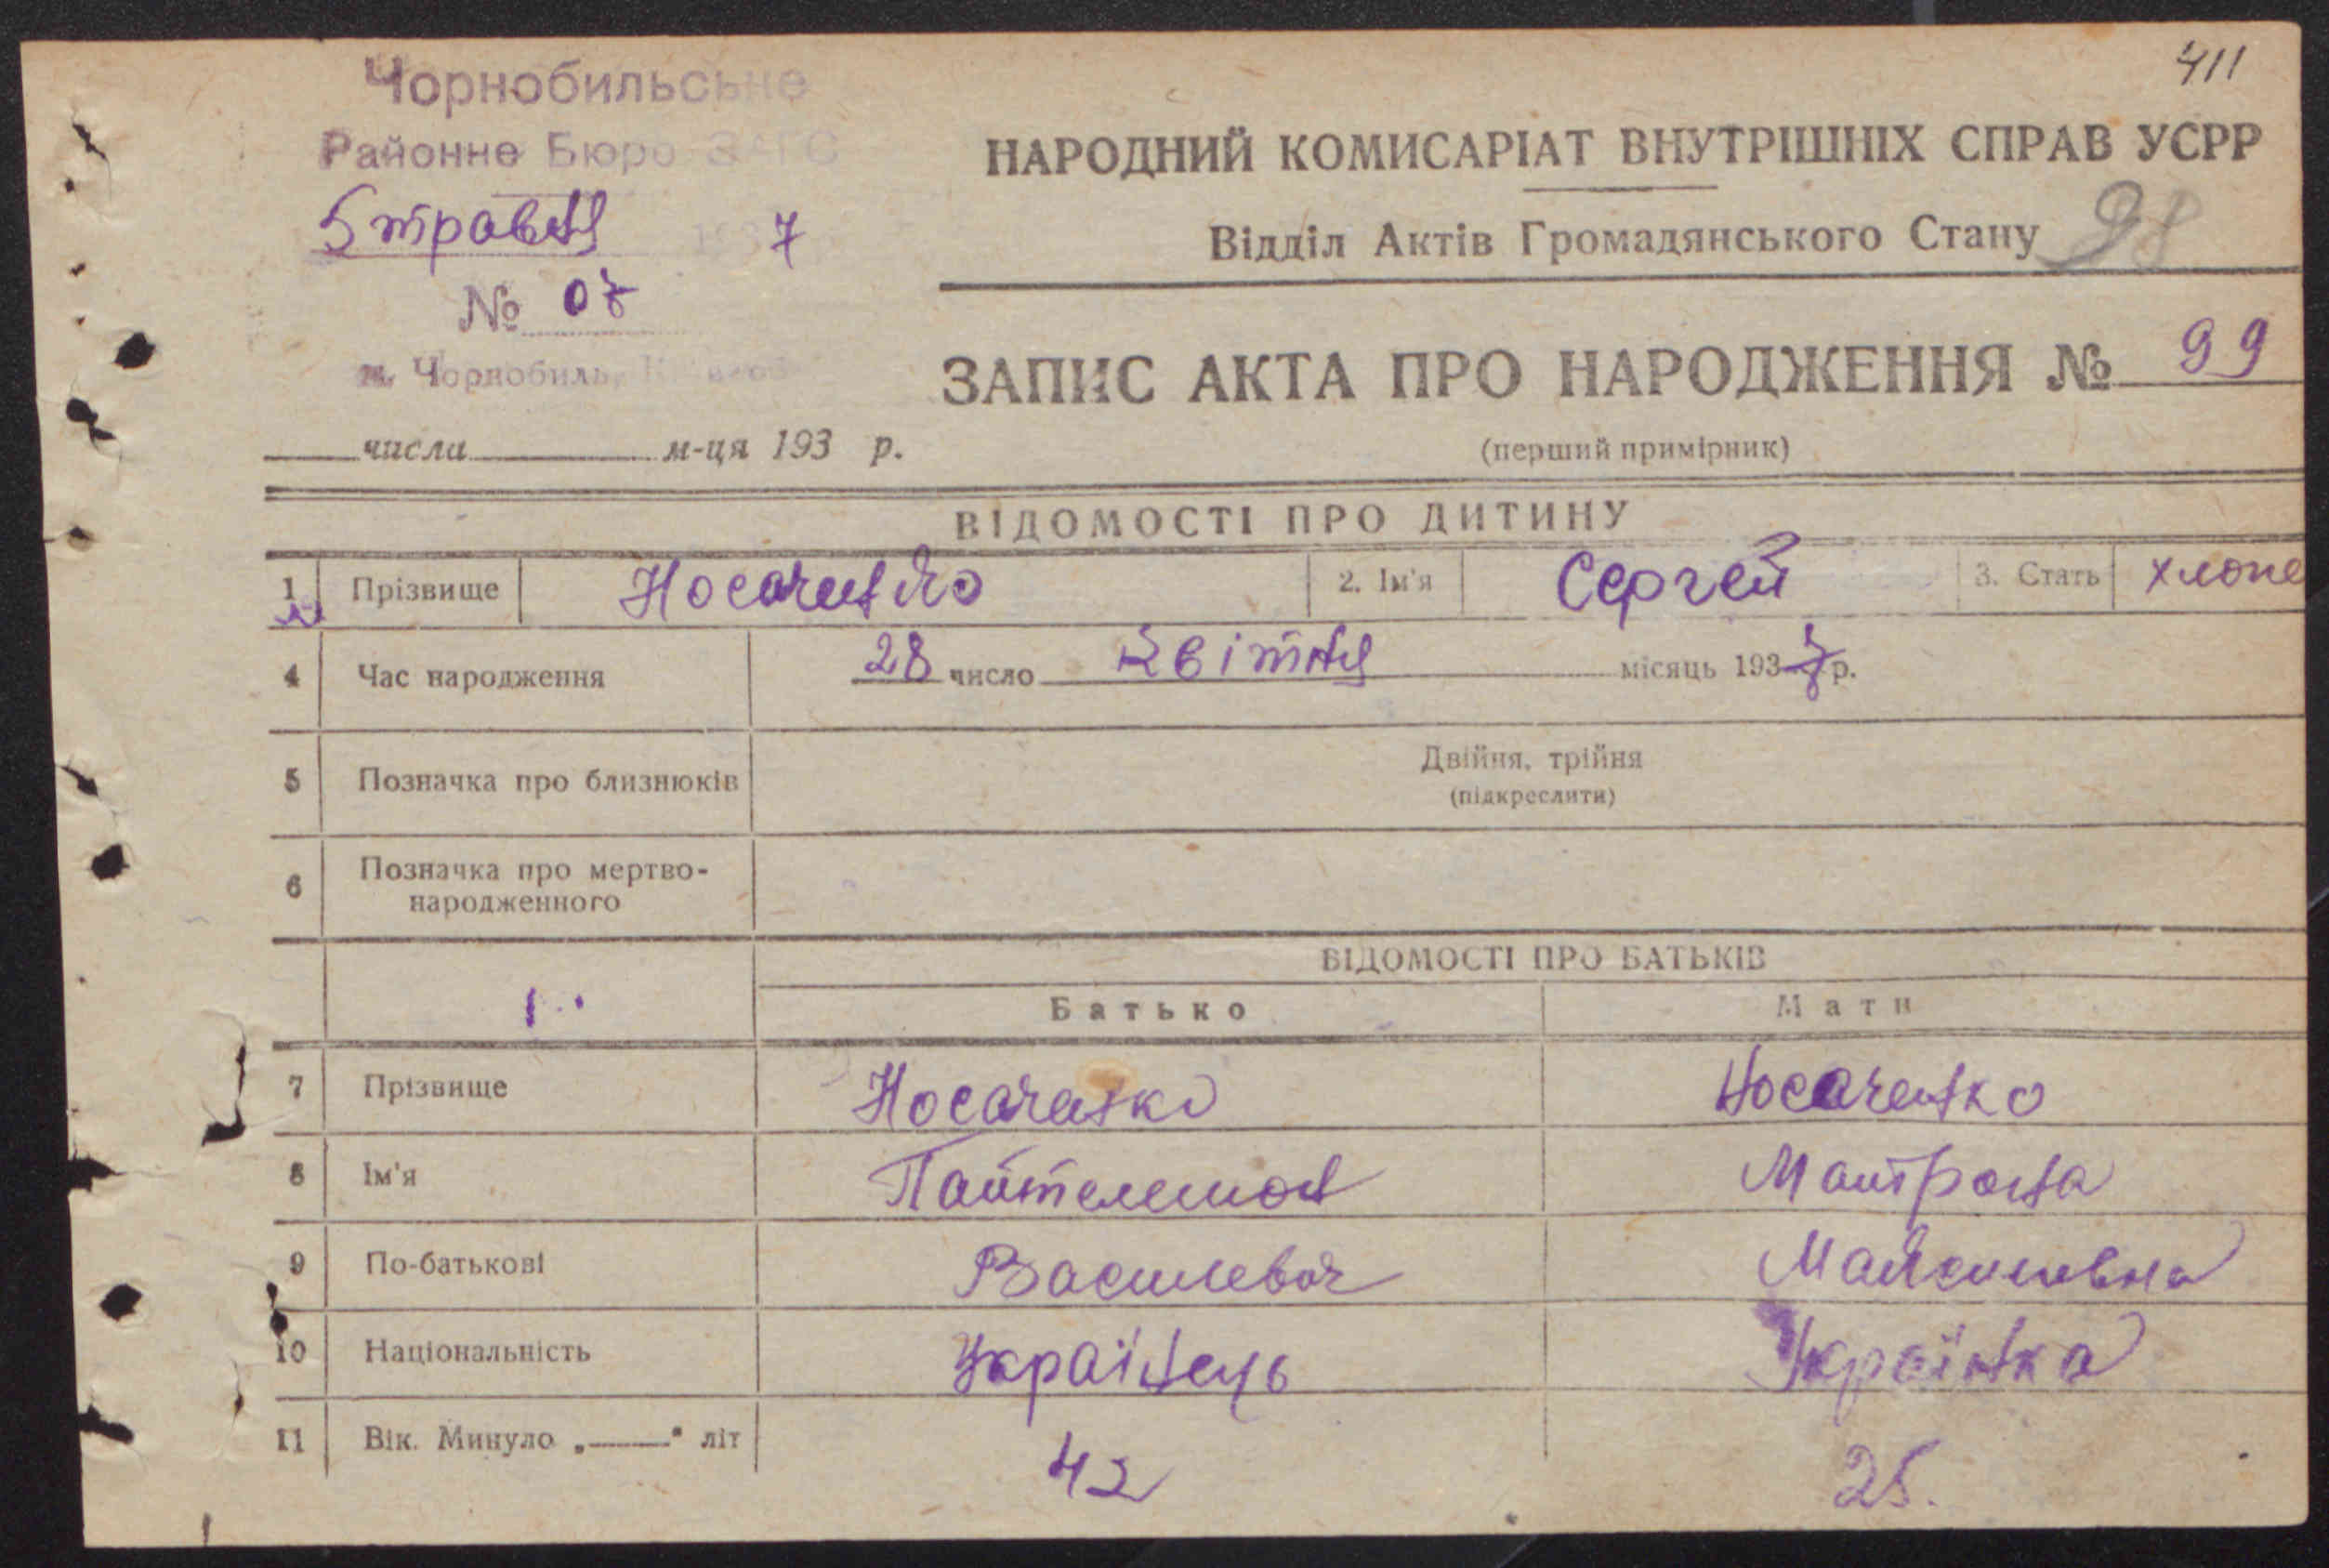 411
Чорнобильське
Районне Бюро ЗАГС
5 травня 1937
№ 07
м. Чорнобиль,
числа м-ця 193 р.
НАРОДНИЙ КОМИСАРІАТ ВНУТРІШНІХ СПРАВ УСРР
Відділ Актів Громадянського Стану 98
ЗАПИС АКТА ПРО НАРОДЖЕННЯ № 99
(перший примірник)
ВІДОМОСТІ ПРО ДИТИНУ
1 Прізвище Носаченко 2. Ім'я Сергей 3. Стать хлопе
4 Час народження 28 число Квітня місяць 1937 р.
5 Позначка про близнюків Двійня, трійня
(підкреслити)
6 Позначка про мертво-
народженного
ВІДОМОСТІ ПРО БАТЬКІВ
Батько Мати
7 Прізвище Носаченко Носаченко
8 Ім'я Пантелемон Мотрона
9 По-батькові Василевич Максимовна
10 Національність Українець Українка
11 Вік. Минуло „——" літ 42 25.